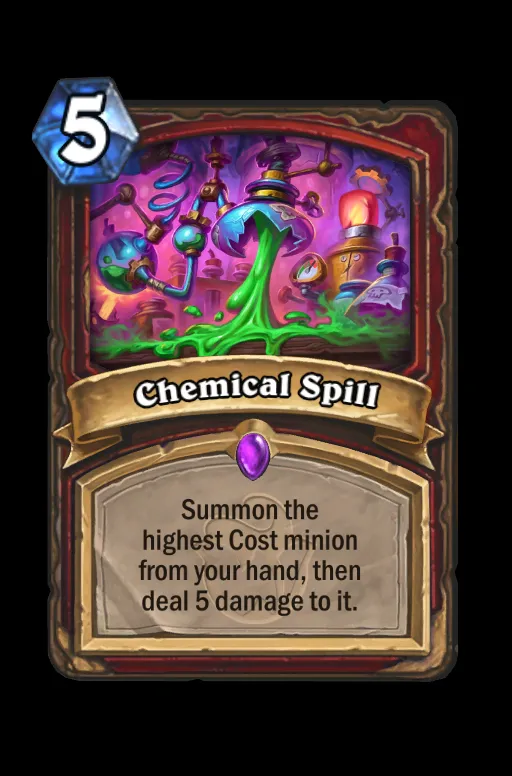 5
Chemical Spill
Summon the
highest Cost minion
from your hand, then
deal 5 damage to it.